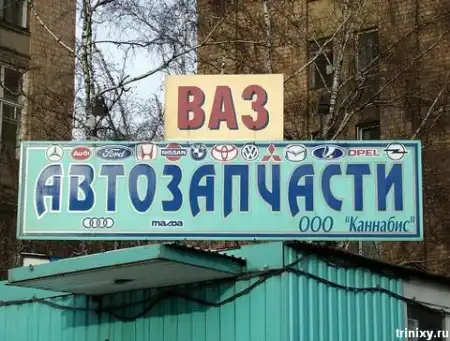 ВАЗ
Audi Ford NISSAN OPEL
АВТОЗАПЧАСТИ
mazda ООО "Каннабис"
trinixy.ru